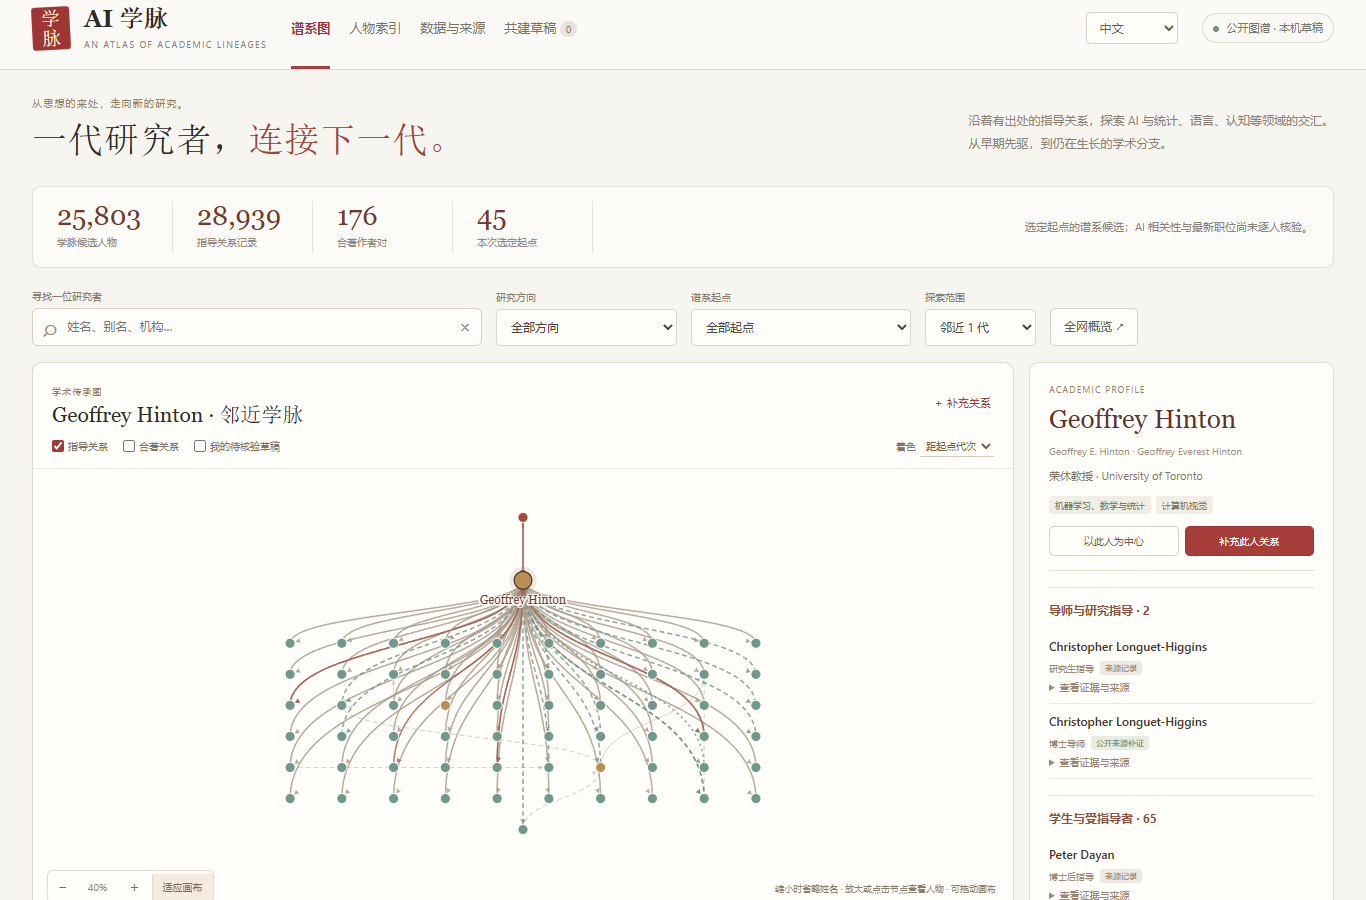 学脉
AI 学脉
AN ATLAS OF ACADEMIC LINEAGES
谱系图
人物索引
数据与来源
共建草稿 0
中文
公开图谱 · 本机草稿
从思想的来处，走向新的研究。
一代研究者，连接下一代。
沿着有出处的指导关系，探索 AI 与统计、语言、认知等领域的交汇。
从早期先驱，到仍在生长的学术分支。
25,803
学脉候选人物
28,939
指导关系记录
176
合著作者对
45
本次选定起点
选定起点的谱系候选；AI 相关性与最新职位尚未逐人核验。
寻找一位研究者
姓名、别名、机构...
研究方向
全部方向
谱系起点
全部起点
探索范围
邻近 1 代
全网概览 ↗
学术传承图
Geoffrey Hinton · 邻近学脉
+ 补充关系
指导关系
合著关系
我的待核验草稿
着色 距起点代次
Geoffrey Hinton
− 40% + 适应画布
缩小时省略姓名 · 放大或点击节点查看人物 · 可拖动画布
ACADEMIC PROFILE
Geoffrey Hinton
Geoffrey E. Hinton · Geoffrey Everest Hinton
荣休教授 · University of Toronto
机器学习、数学与统计
计算机视觉
以此人为中心
补充此人关系
导师与研究指导 · 2
Christopher Longuet-Higgins
研究生指导 来源记录
查看证据与来源
Christopher Longuet-Higgins
博士导师 公开来源补证
查看证据与来源
学生与受指导者 · 65
Peter Dayan
博士后指导 来源记录
查看证据与来源